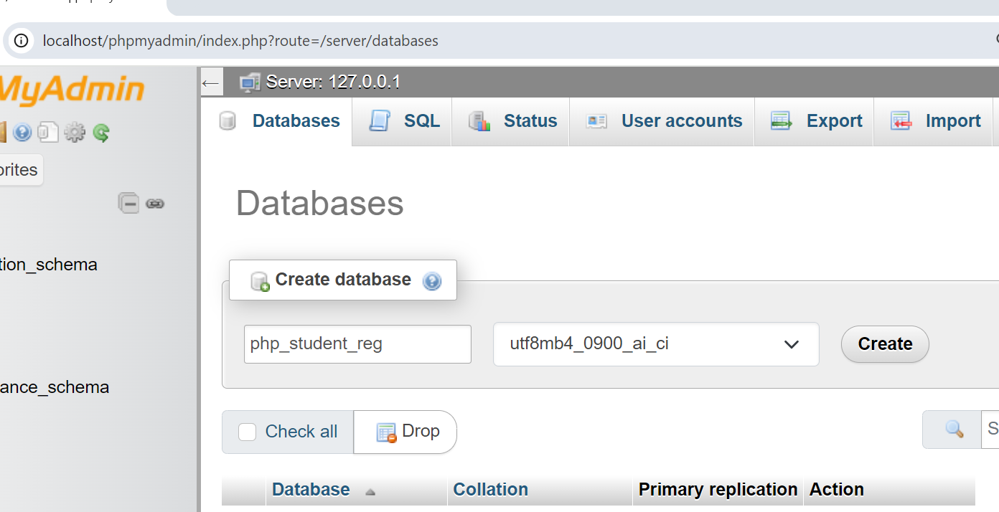 localhost/phpmyadmin/index.php?route=/server/databases
MyAdmin
Server: 127.0.0.1
Databases SQL Status User accounts Export Import
orites
Databases
tion_schema
Create database
php_student_reg utf8mb4_0900_ai_ci Create
ance_schema
Check all Drop S
Database Collation Primary replication Action